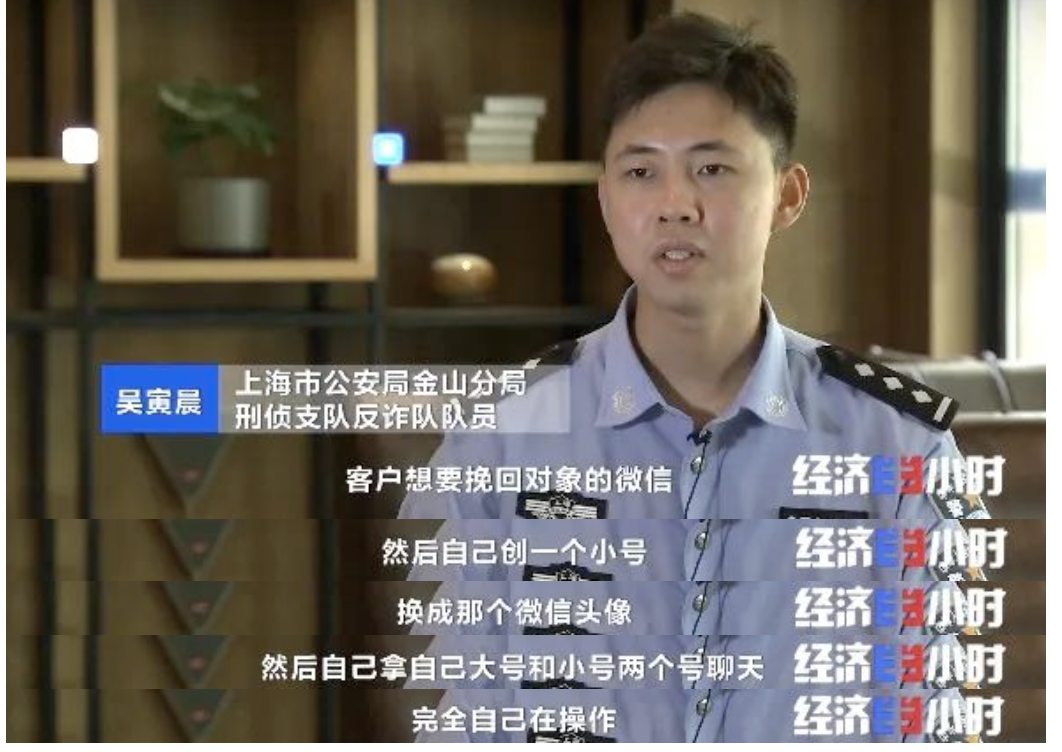 吴寅晨
上海市公安局金山分局
刑侦支队反诈队队员
客户想要挽回对象的微信
经济半小时
然后自己创一个小号
经济半小时
换成那个微信头像
经济半小时
然后自己拿自己大号和小号两个号聊天
经济半小时
完全自己在操作
经济半小时